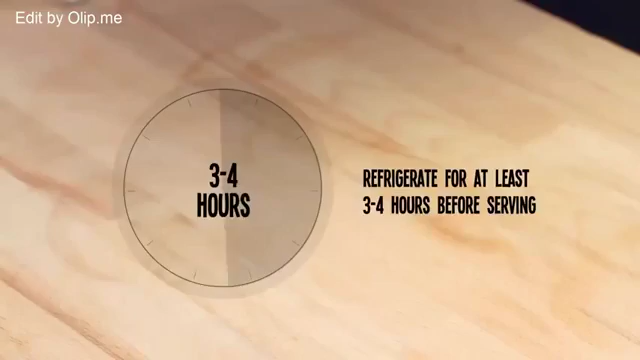 Edit by Olip.me
3-4
HOURS
REFRIGERATE FOR AT LEAST
3-4 HOURS BEFORE SERVING